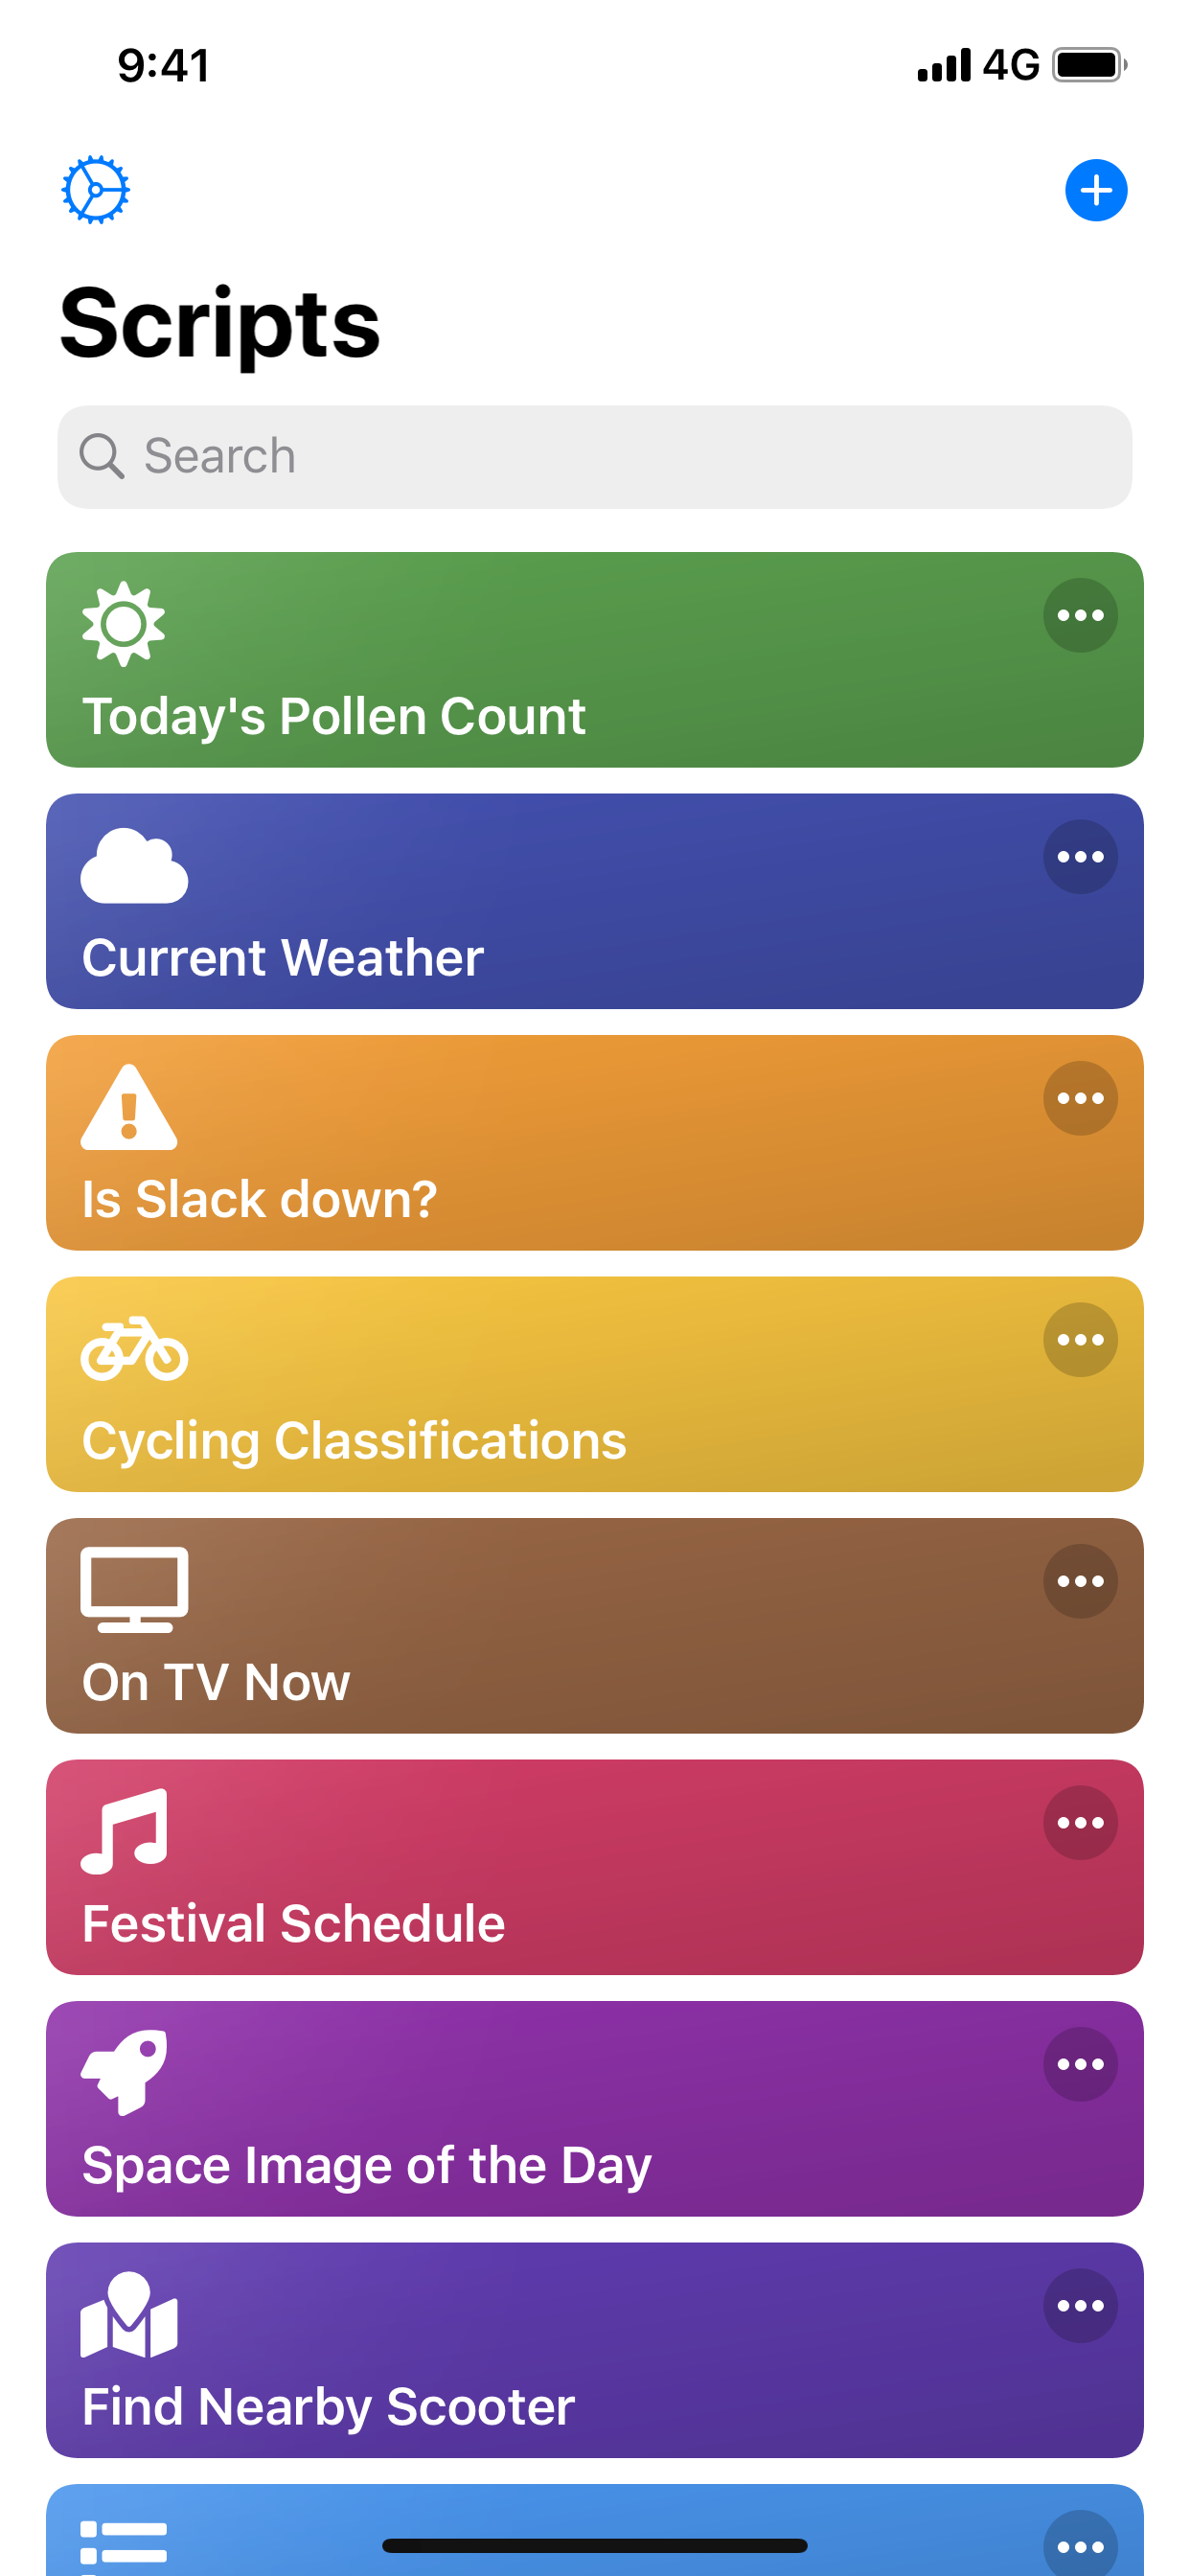 9:41 4G
Scripts
Search
Today's Pollen Count
Current Weather
Is Slack down?
Cycling Classifications
On TV Now
Festival Schedule
Space Image of the Day
Find Nearby Scooter